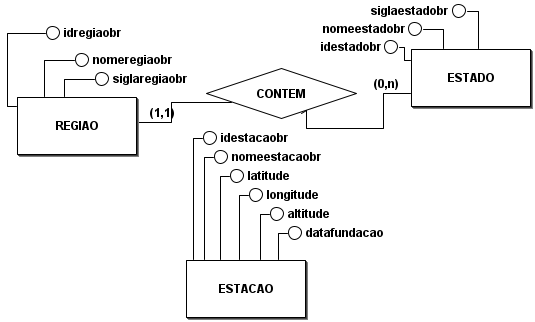 siglaestadobr
nomeestadobr
idestadobr
ESTADO
idregiaobr
nomeregiaobr
siglaregiaobr
REGIAO
(1,1)
CONTEM
(0,n)
idestacaobr
nomeestacaobr
latitude
longitude
altitude
datafundacao
ESTACAO